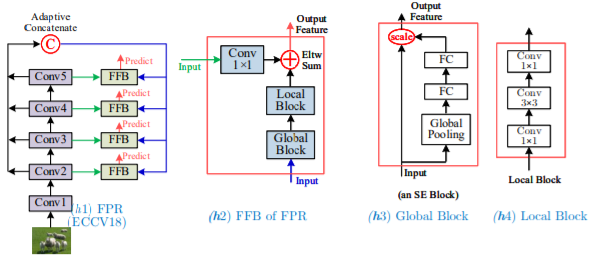 Adaptive
Concatenate
C
Predict
Conv5
FFB
Predict
Conv4
FFB
Predict
Conv3
FFB
Predict
Conv2
FFB
Conv1
(h1) FPR
(ECCV18)
Output
Feature
Conv
1×1
Eltw
Sum
Input
Local
Block
Global
Block
Input
(h2) FFB of FPR
Output
Feature
scale
FC
FC
Global
Pooling
Input
(an SE Block)
(h3) Global Block
Conv
1×1
Conv
3×3
Conv
1×1
Local Block
(h4) Local Block